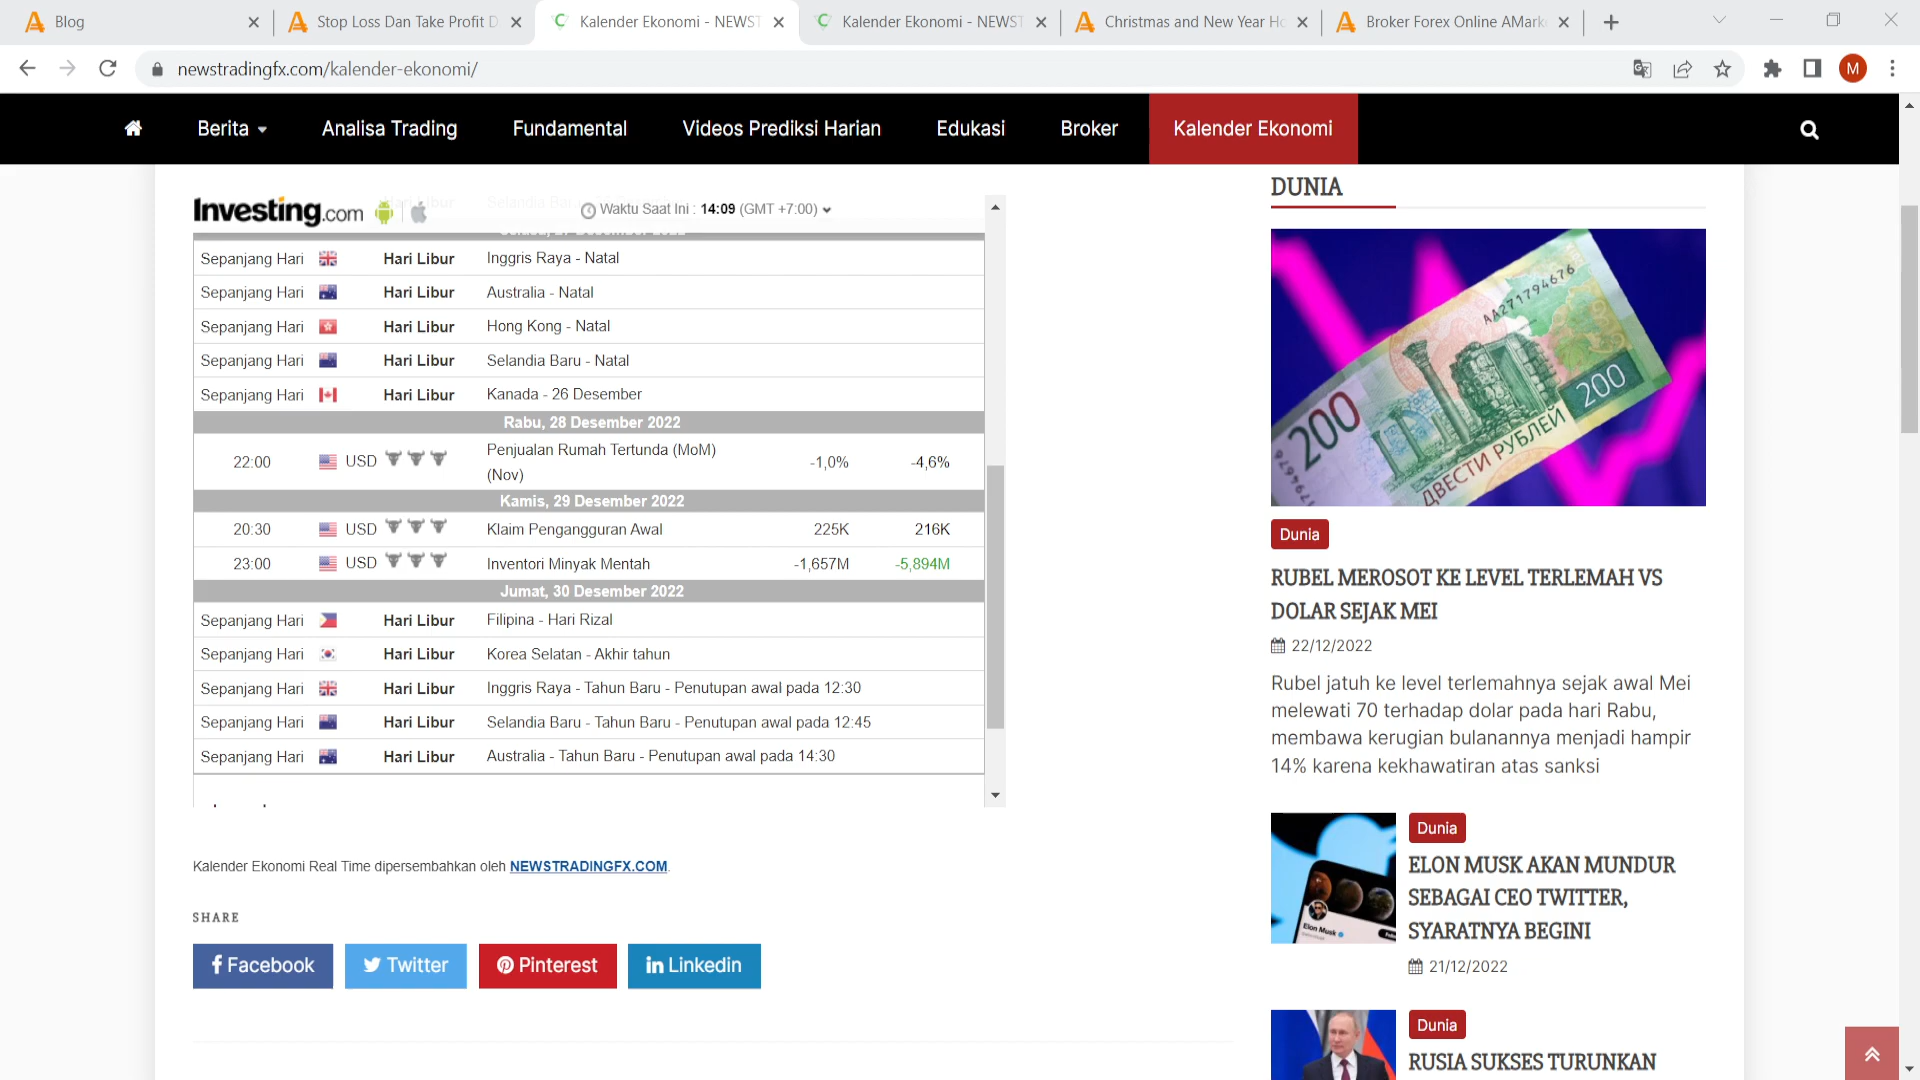 Blog
Stop Loss Dan Take Profit D
Kalender Ekonomi - NEWST
Kalender Ekonomi - NEWST
Christmas and New Year Ho
Broker Forex Online AMarke
newstradingfx.com/kalender-ekonomi/
M
Berita
Analisa Trading
Fundamental
Videos Prediksi Harian
Edukasi
Broker
Kalender Ekonomi
Investing.com
Waktu Saat Ini : 14:09 (GMT +7:00)
Sepanjang Hari Hari Libur Inggris Raya - Natal
Sepanjang Hari Hari Libur Australia - Natal
Sepanjang Hari Hari Libur Hong Kong - Natal
Sepanjang Hari Hari Libur Selandia Baru - Natal
Sepanjang Hari Hari Libur Kanada - 26 Desember
Rabu, 28 Desember 2022
22:00 USD Penjualan Rumah Tertunda (MoM) -1,0% -4,6%
(Nov)
Kamis, 29 Desember 2022
20:30 USD Klaim Pengangguran Awal 225K 216K
23:00 USD Inventori Minyak Mentah -1,657M -5,894M
Jumat, 30 Desember 2022
Sepanjang Hari Hari Libur Filipina - Hari Rizal
Sepanjang Hari Hari Libur Korea Selatan - Akhir tahun
Sepanjang Hari Hari Libur Inggris Raya - Tahun Baru - Penutupan awal pada 12:30
Sepanjang Hari Hari Libur Selandia Baru - Tahun Baru - Penutupan awal pada 12:45
Sepanjang Hari Hari Libur Australia - Tahun Baru - Penutupan awal pada 14:30
Kalender Ekonomi Real Time dipersembahkan oleh NEWSTRADINGFX.COM.
SHARE
Facebook
Twitter
Pinterest
Linkedin
DUNIA
AA271794676
200
200
ДВЕСТИ РУБЛЕЙ
Dunia
RUBEL MEROSOT KE LEVEL TERLEMAH VS
DOLAR SEJAK MEI
22/12/2022
Rubel jatuh ke level terlemahnya sejak awal Mei
melewati 70 terhadap dolar pada hari Rabu,
membawa kerugian bulanannya menjadi hampir
14% karena kekhawatiran atas sanksi
Elon Musk
Dunia
ELON MUSK AKAN MUNDUR
SEBAGAI CEO TWITTER,
SYARATNYA BEGINI
21/12/2022
Dunia
RUSIA SUKSES TURUNKAN